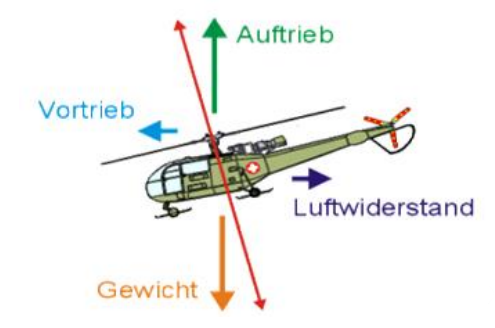 Auftrieb
Vortrieb
Luftwiderstand
Gewicht